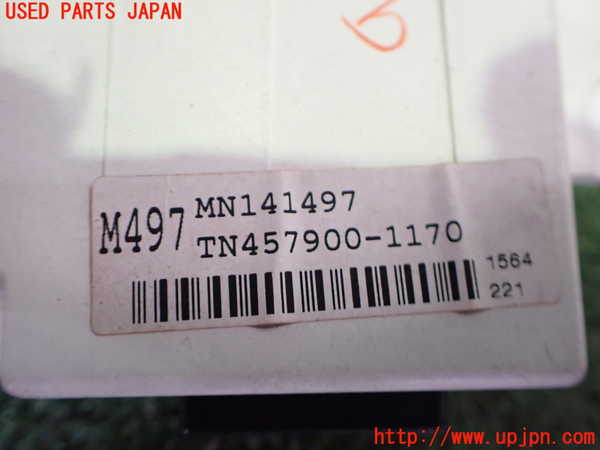 USED PARTS JAPAN
M497
MN141497
TN457900-1170
1564
221
http://www.upjpn.com/